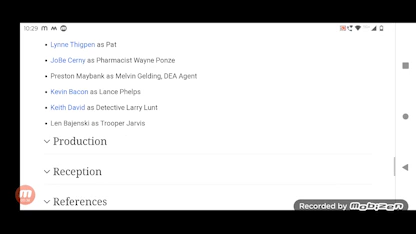 10:29
Lynne Thigpen as Pat
JoBe Cerny as Pharmacist Wayne Ponze
Preston Maybank as Melvin Gelding, DEA Agent
Kevin Bacon as Lance Phelps
Keith David as Detective Larry Lunt
Len Bajenski as Trooper Jarvis
Production
Reception
References
Recorded by Mobizen